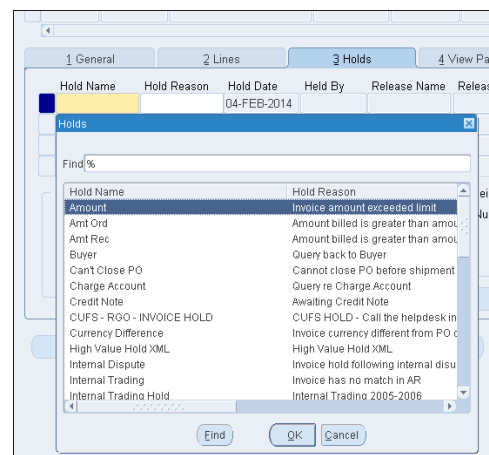 1 General 2 Lines 3 Holds 4 View Pa
Hold Name Hold Reason Hold Date Held By Release Name Releas
04-FEB-2014
Holds
Find %
Hold Name Hold Reason
Amount Invoice amount exceeded limit
Amt Ord Amount billed is greater than amou
Amt Rec Amount billed is greater than amou
Buyer Query back to Buyer
Can't Close PO Cannot close PO before shipment
Charge Account Query re Charge Account
Credit Note Awaiting Credit Note
CUFS - RGO - INVOICE HOLD CUFS HOLD - Call the helpdesk in
Currency Difference Invoice currency different from PO c
High Value Hold XML High Value Hold XML
Internal Dispute Invoice hold following internal disu
Internal Trading Invoice has no match in AR
Internal Trading Hold Internal Trading 2005-2006
Find OK Cancel